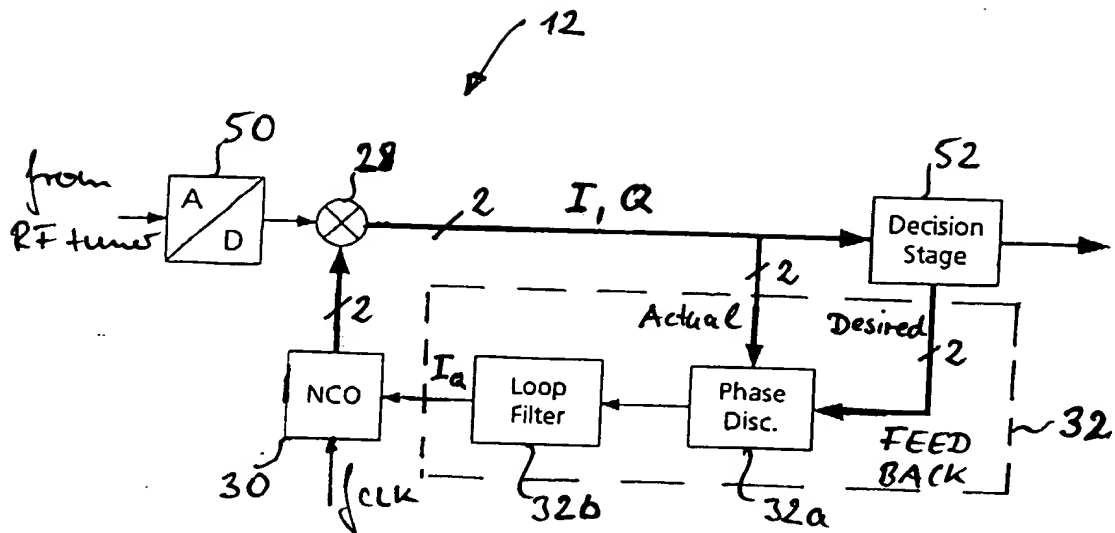 12
50
28
52
from
RF tuner
A
D
2
I, Q
Decision
Stage
2
2
Actual
Desired
2
NCO
Ia
Loop
Filter
Phase
Disc.
FEED
BACK
32
30
fCLK
32b
32a